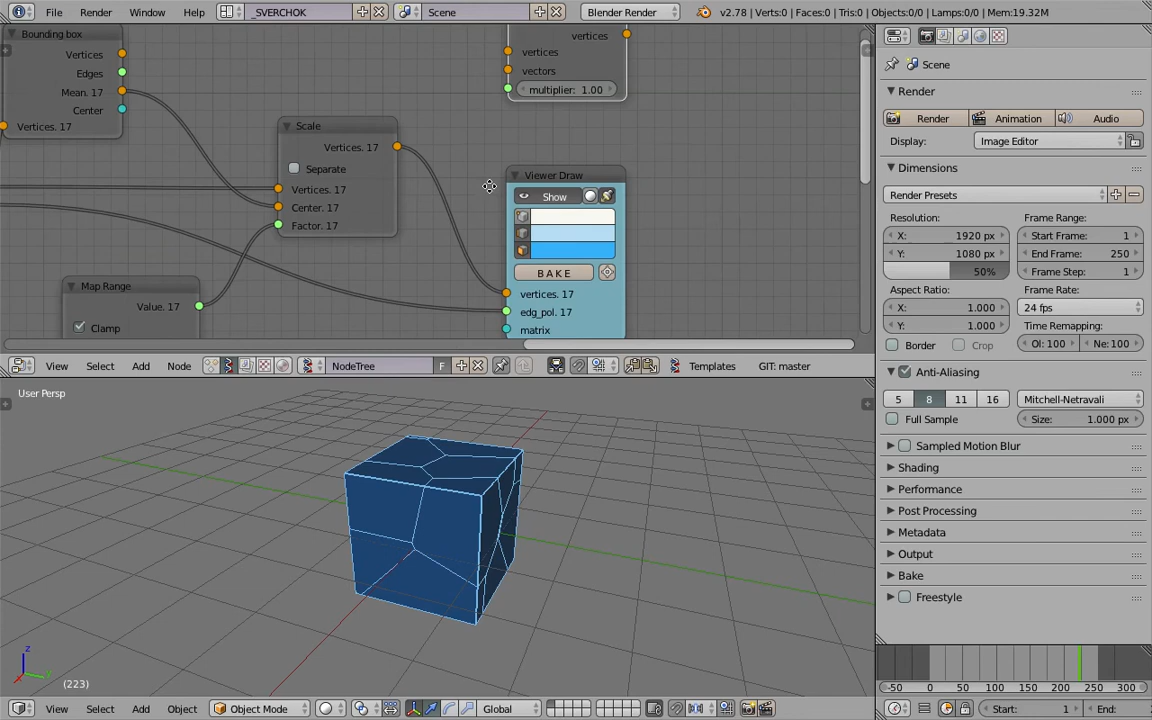 File Render Window Help _SVERCHOK Scene Blender Render v2.78 | Verts:0 | Faces:0 | Tris:0 | Objects:0/0 | Lamps:0/0 | Mem:19.32M
Bounding box
Vertices
Edges
Mean. 17
Center
Vertices. 17
Scale
Vertices. 17
Separate
Vertices. 17
Center. 17
Factor. 17
Map Range
Value. 17
Clamp
vertices
vertices
vectors
multiplier: 1.00
Viewer Draw
Show
BAKE
vertices. 17
edg_pol. 17
matrix
View Select Add Node NodeTree F Templates GIT: master
User Persp
z
y
x
(223)
View Select Add Object Object Mode Global
Scene
Render
Render Animation Audio
Display: Image Editor
Dimensions
Render Presets
Resolution: Frame Range:
X: 1920 px Start Frame: 1
Y: 1080 px End Frame: 250
50% Frame Step: 1
Aspect Ratio: Frame Rate:
X: 1.000 24 fps
Y: 1.000 Time Remapping:
Border Crop Ol: 100 Ne: 100
Anti-Aliasing
5 8 11 16 Mitchell-Netravali
Full Sample Size: 1.000 px
Sampled Motion Blur
Shading
Performance
Post Processing
Metadata
Output
Bake
Freestyle
-50 0 50 100 150 200 250 300
Start: 1 End: